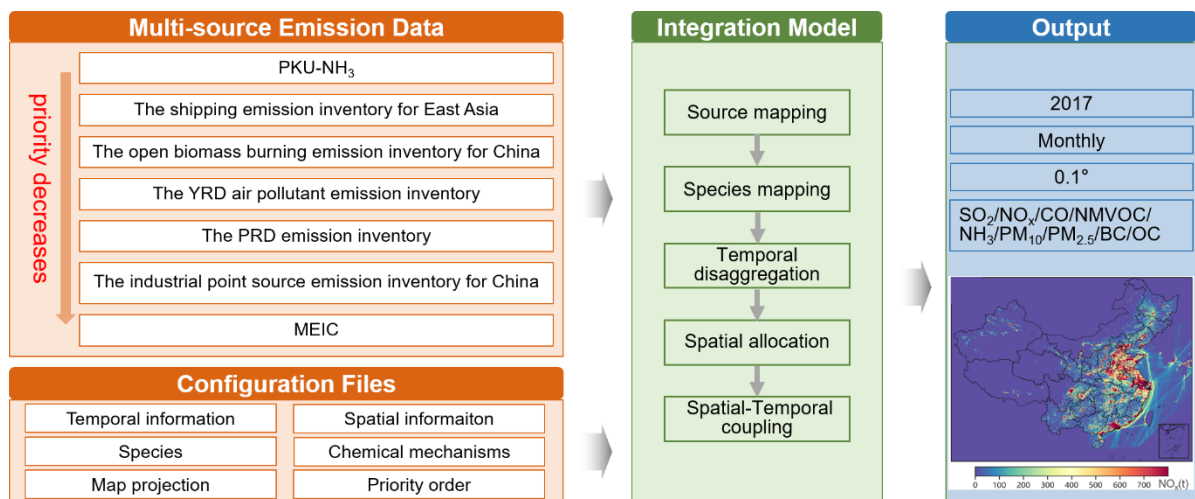 Multi-source Emission Data
priority decreases
PKU-NH₃
The shipping emission inventory for East Asia
The open biomass burning emission inventory for China
The YRD air pollutant emission inventory
The PRD emission inventory
The industrial point source emission inventory for China
MEIC
Configuration Files
Temporal information
Spatial informaiton
Species
Chemical mechanisms
Map projection
Priority order
Integration Model
Source mapping
Species mapping
Temporal
disaggregation
Spatial allocation
Spatial-Temporal
coupling
Output
2017
Monthly
0.1°
SO₂/NOₓ/CO/NMVOC/
NH₃/PM₁₀/PM₂.₅/BC/OC
0 100 200 300 400 500 600 700 NOₓ(t)